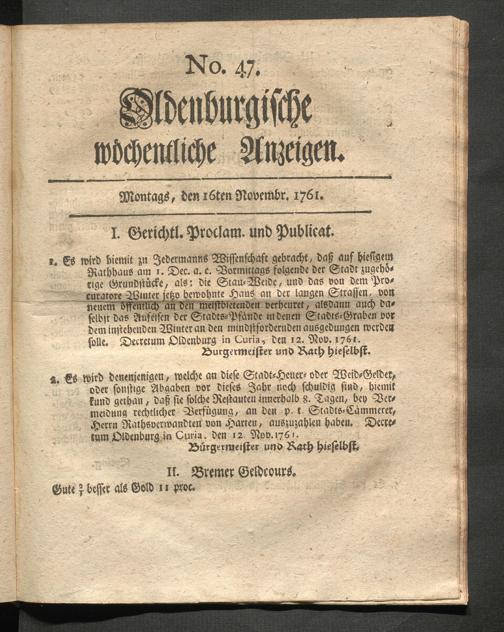 No. 47.
Oldenburgische
wöchentliche Anzeigen.
Montags, den 16ten Novembr. 1761.
I. Gerichtl. Proclam. und Publicat.
1. Es wird hiemit zu Jedermanns Wissenschaft gebracht, daß auf hiesigem
Rathhaus am 1. Dec. a. c. Vormittags folgende der Stadt zugehö-
rige Grundstücke, als: die Stau-Weide, und das von dem Pro-
curatore Winter jetzo bewohnte Haus an der langen Strassen, von
neuem öffentlich an den meistbietenden verheuret, alsdann auch da-
selbst das Aufeisen der Stadts-Pfände in denen Stadts-Graben vor
dem instehenden Winter an den mindstfordernden ausgedungen werden
solle. Decretum Oldenburg in Curia, den 12. Nov. 1761.
Burgermeister und Rath hieselbst.
2. Es wird denenjenigen, welche an diese Stadt-Heuer- oder Weid-Gelder,
oder sonstige Abgaben vor dieses Jahr noch schuldig sind, hiemit
kund gethan, daß sie solche Restanten innerhalb 8. Tagen, bey Ver-
meidung rechtlicher Verfügung, an den p. t. Stadts-Cämmerer,
Herrn Rathsverwandten von Harten, auszuzahlen haben. Decre-
tum Oldenburg in Curia. den 12 Nov. 1761.
Bürgermeister und Rath hieselbst.
II. Bremer Geldcours.
Gute 2/3 besser als Gold 11 proc.